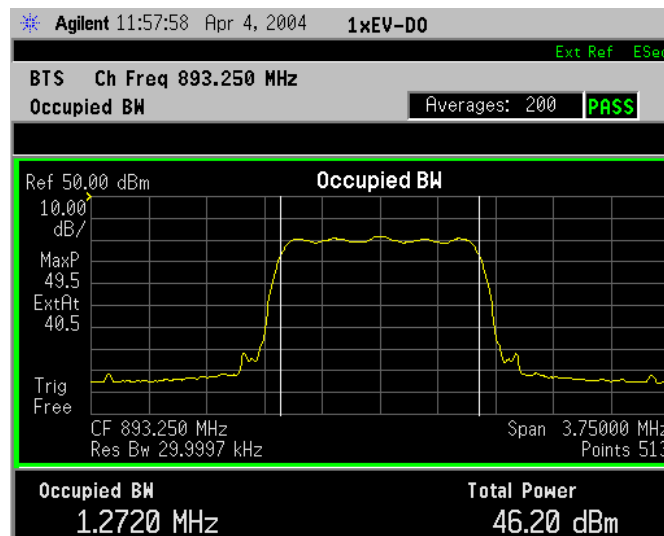 Agilent 11:57:58 Apr 4, 2004 1xEV-DO
Ext Ref
BTS Ch Freq 893.250 MHz
Occupied BW
Averages: 200 PASS
Occupied BW
Ref 50.00 dBm
10.00
dB/
MaxP
49.5
ExtAt
40.5
Trig
Free
CF 893.250 MHz
Span 3.75000 MHz
Res Bw 29.9997 kHz
Points 513
Occupied BW
Total Power
1.2720 MHz
46.20 dBm